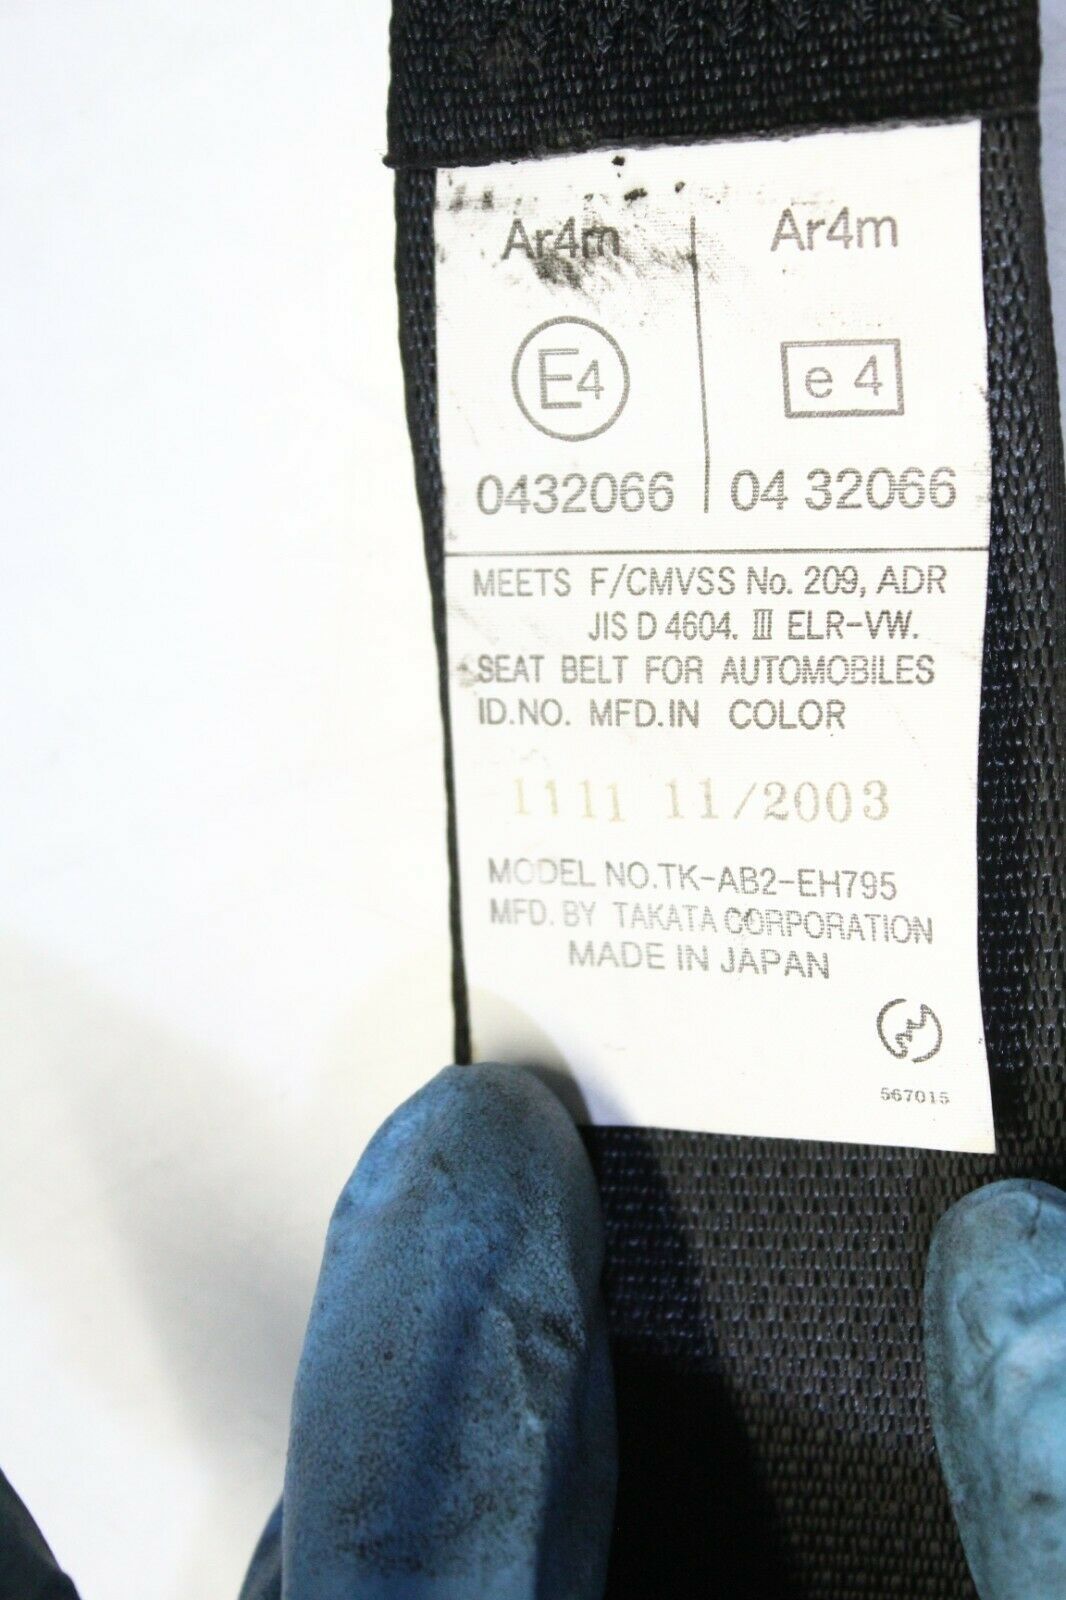 Ar4m Ar4m
E4 e 4
0432066 04 32066
MEETS F/CMVSS No. 209, ADR
JIS D 4604. III ELR-VW.
SEAT BELT FOR AUTOMOBILES
ID.NO. MFD.IN COLOR
1111 11/2003
MODEL NO.TK-AB2-EH795
MFD. BY TAKATA CORPORATION
MADE IN JAPAN
567015